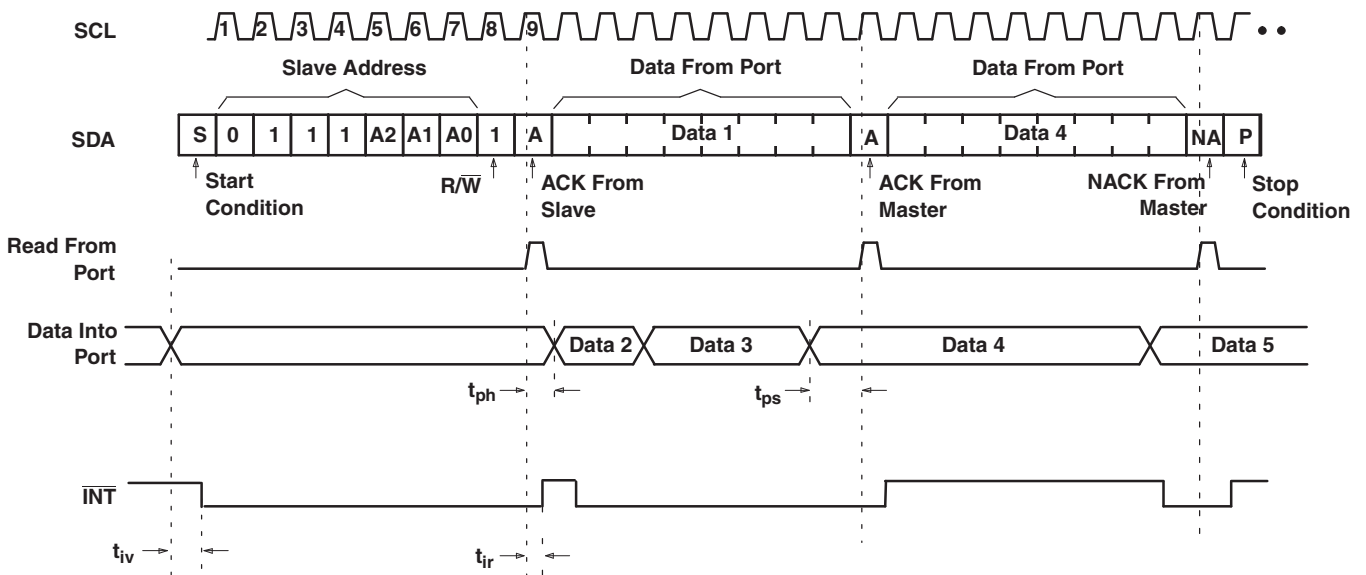 SCL
1 2 3 4 5 6 7 8 9
Slave Address Data From Port Data From Port
SDA S 0 1 1 1 A2 A1 A0 1 A Data 1 A Data 4 NA P
Start
Condition
R/W̅
ACK From
Slave
ACK From
Master
NACK From
Master
Stop
Condition
Read From
Port
Data Into
Port
Data 2 Data 3 Data 4 Data 5
tph
tps
I̅N̅T̅
tiv
tir